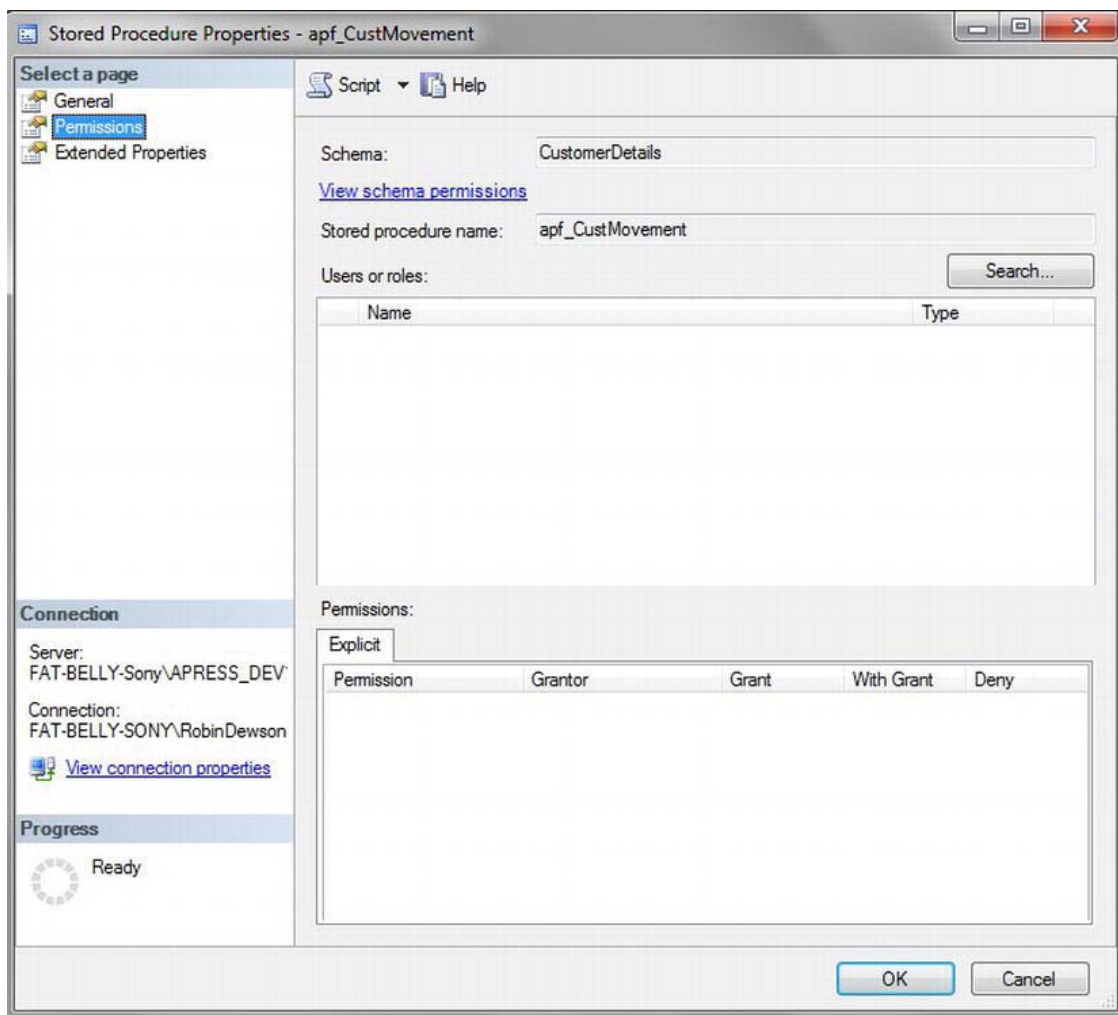 Stored Procedure Properties - apf_CustMovement
Select a page
General
Permissions
Extended Properties
Script
Help
Schema:
CustomerDetails
View schema permissions
Stored procedure name:
apf_CustMovement
Users or roles:
Search...
Name
Type
Connection
Server:
FAT-BELLY-Sony\APRESS_DEV
Connection:
FAT-BELLY-SONY\RobinDewson
View connection properties
Progress
Ready
Permissions:
Explicit
Permission
Grantor
Grant
With Grant
Deny
OK
Cancel